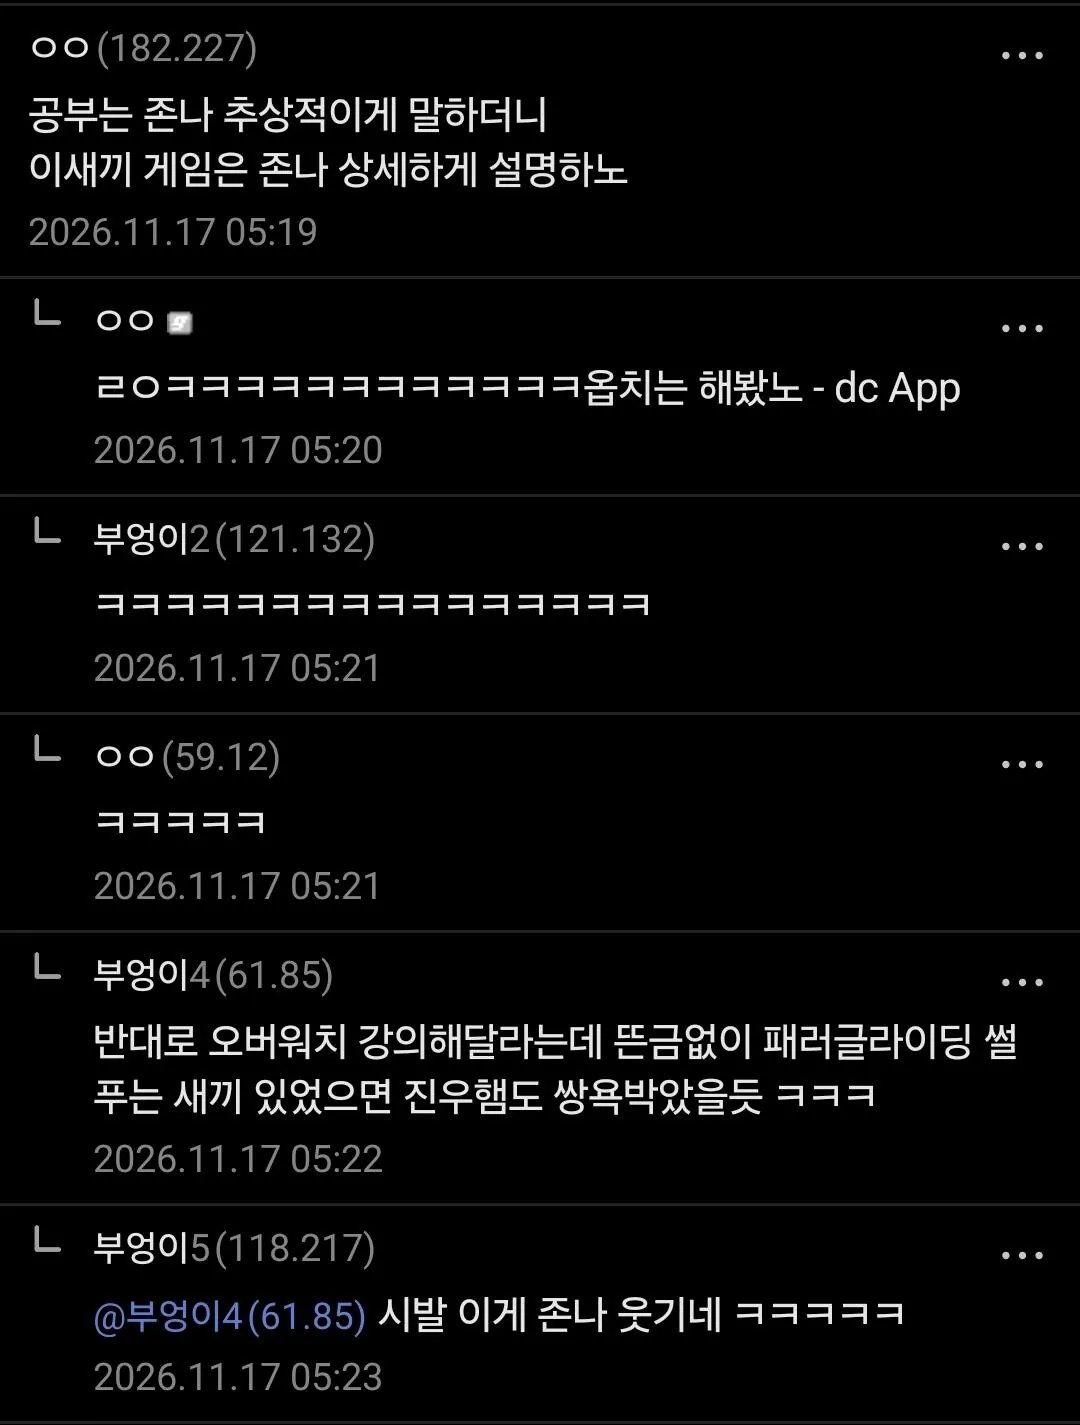 ㅇㅇ(182.227)
공부는 존나 추상적이게 말하더니
이새끼 게임은 존나 상세하게 설명하노
2026.11.17 05:19
ㅇㅇ
ㄹㅇㅋㅋㅋㅋㅋㅋㅋㅋㅋㅋㅋㅋ옵치는 해봤노 - dc App
2026.11.17 05:20
부엉이2(121.132)
ㅋㅋㅋㅋㅋㅋㅋㅋㅋㅋㅋㅋㅋㅋㅋㅋ
2026.11.17 05:21
ㅇㅇ(59.12)
ㅋㅋㅋㅋㅋ
2026.11.17 05:21
부엉이4(61.85)
반대로 오버워치 강의해달라는데 뜬금없이 패러글라이딩 썰
푸는 새끼 있었으면 진우햄도 쌍욕박았을듯 ㅋㅋㅋ
2026.11.17 05:22
부엉이5(118.217)
@부엉이4(61.85) 시발 이게 존나 웃기네 ㅋㅋㅋㅋㅋ
2026.11.17 05:23